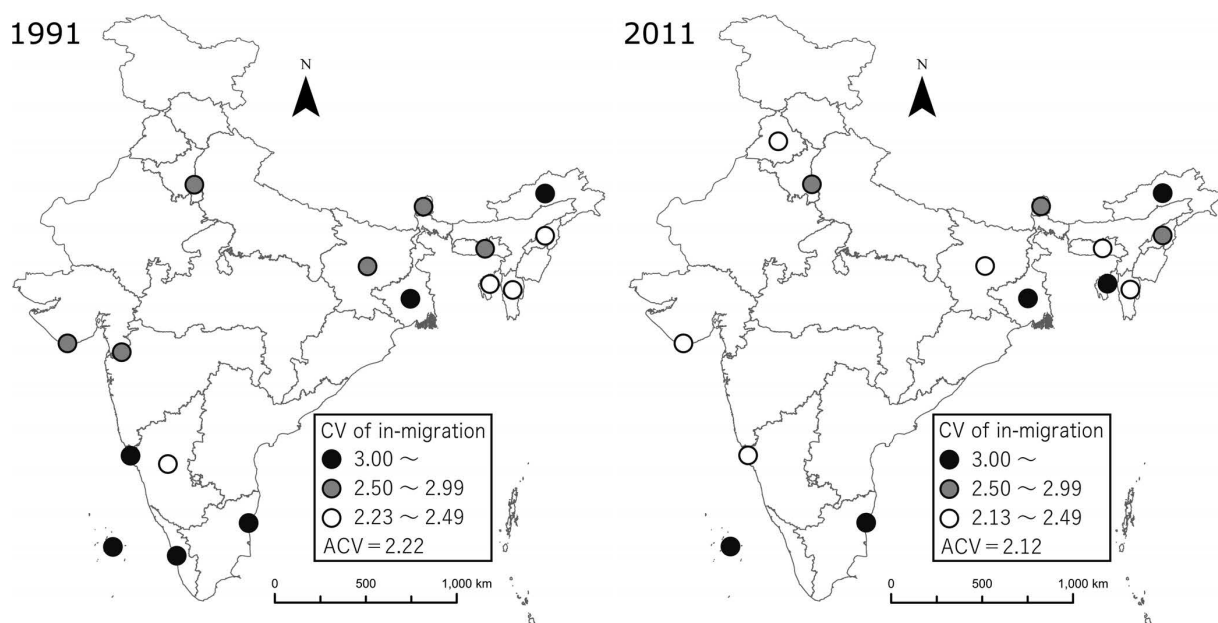 1991
N
CV of in-migration
3.00 ～
2.50 ～ 2.99
2.23 ～ 2.49
ACV = 2.22
0 500 1,000 km
2011
N
CV of in-migration
3.00 ～
2.50 ～ 2.99
2.13 ～ 2.49
ACV = 2.12
0 500 1,000 km